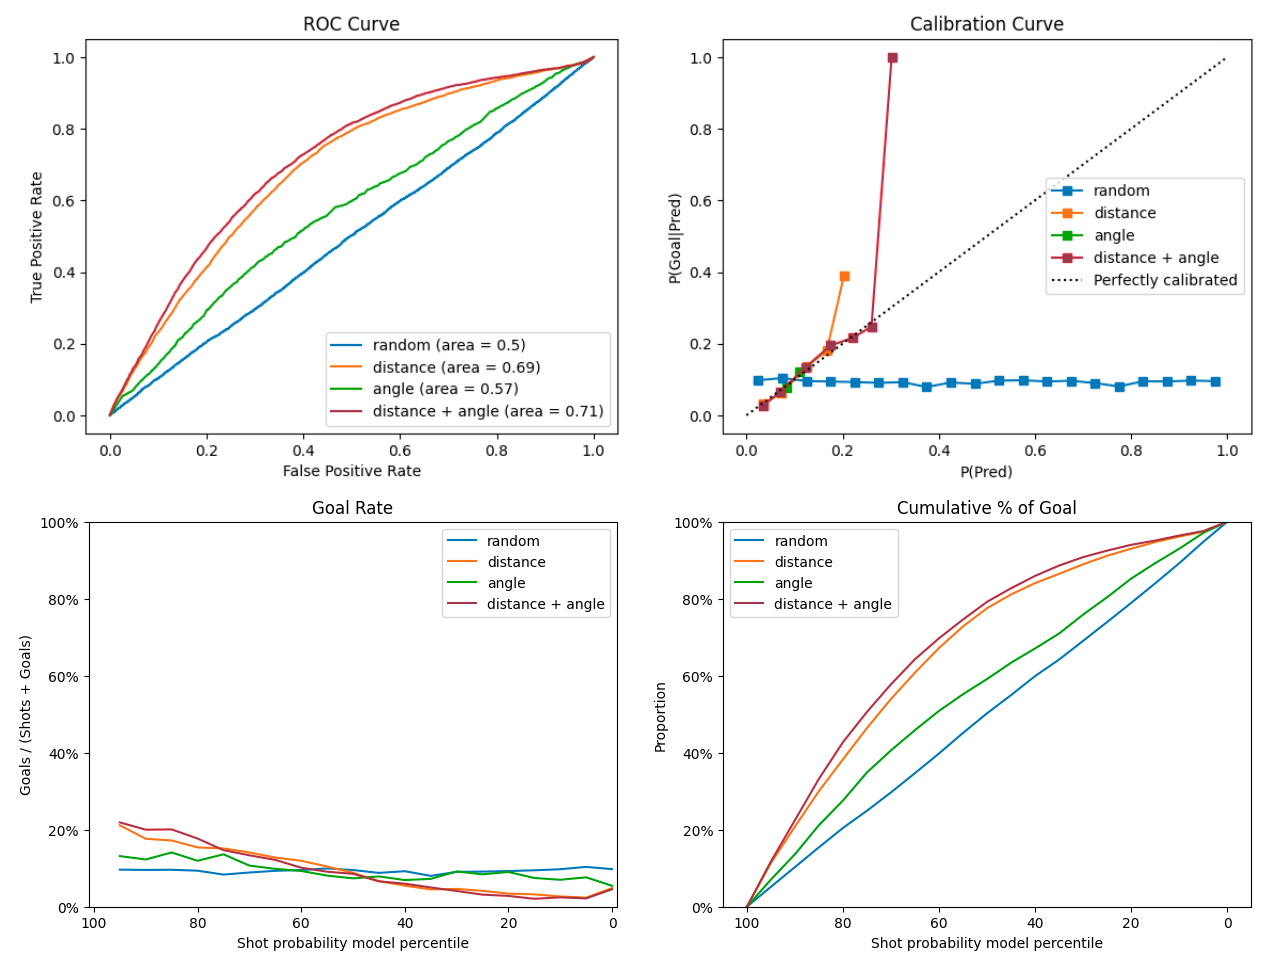 ROC Curve
1.0
0.8
0.6
0.4
0.2
0.0
True Positive Rate
random (area = 0.5)
distance (area = 0.69)
angle (area = 0.57)
distance + angle (area = 0.71)
0.0 0.2 0.4 0.6 0.8 1.0
False Positive Rate
Calibration Curve
1.0
0.8
0.6
0.4
0.2
0.0
P(Goal|Pred)
random
distance
angle
distance + angle
Perfectly calibrated
0.0 0.2 0.4 0.6 0.8 1.0
P(Pred)
Goal Rate
100%
80%
60%
40%
20%
0%
Goals / (Shots + Goals)
random
distance
angle
distance + angle
100 80 60 40 20 0
Shot probability model percentile
Cumulative % of Goal
100%
80%
60%
40%
20%
0%
Proportion
random
distance
angle
distance + angle
100 80 60 40 20 0
Shot probability model percentile